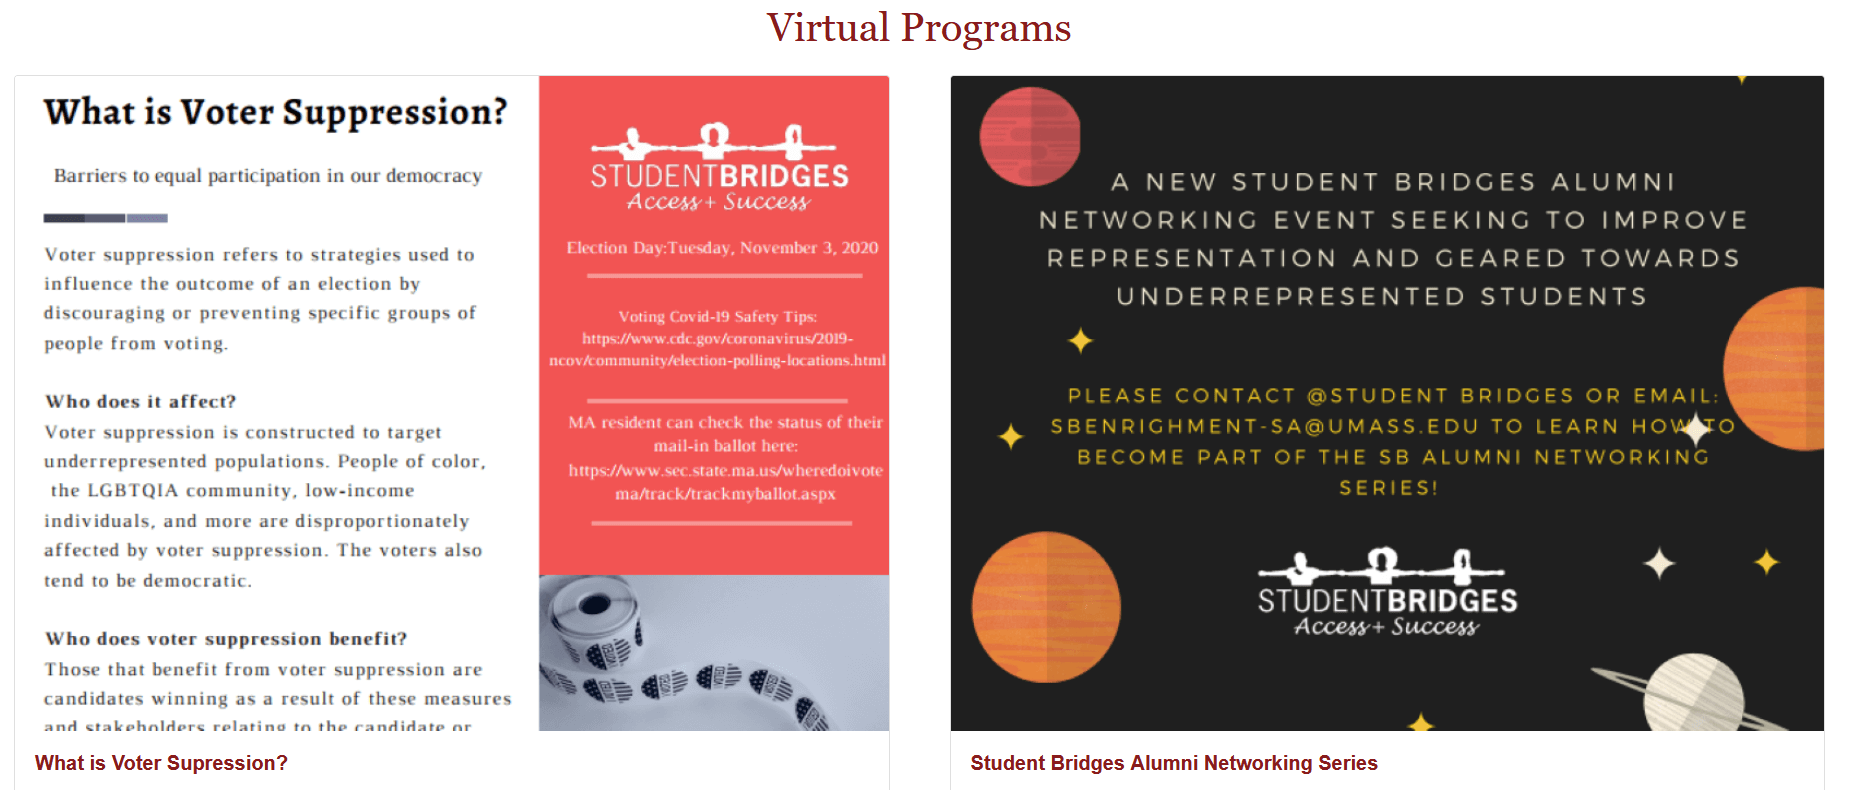 Virtual Programs
What is Voter Suppression?
Barriers to equal participation in our democracy
Voter suppression refers to strategies used to
influence the outcome of an election by
discouraging or preventing specific groups of
people from voting.
Who does it affect?
Voter suppression is constructed to target
underrepresented populations. People of color,
the LGBTQIA community, low-income
individuals, and more are disproportionately
affected by voter suppression. The voters also
tend to be democratic.
Who does voter suppression benefit?
Those that benefit from voter suppression are
candidates winning as a result of these measures
and stakeholders relating to the candidate or
STUDENTBRIDGES
Access + Success
Election Day:Tuesday, November 3, 2020
Voting Covid-19 Safety Tips:
https://www.cdc.gov/coronavirus/2019-
ncov/community/election-polling-locations.html
MA resident can check the status of their
mail-in ballot here:
https://www.sec.state.ma.us/wheredoivote
ma/track/trackmyballot.aspx
What is Voter Supression?
A NEW STUDENT BRIDGES ALUMNI
NETWORKING EVENT SEEKING TO IMPROVE
REPRESENTATION AND GEARED TOWARDS
UNDERREPRESENTED STUDENTS
PLEASE CONTACT @STUDENT BRIDGES OR EMAIL:
SBENRIGHMENT-SA@UMASS.EDU TO LEARN HOW TO
BECOME PART OF THE SB ALUMNI NETWORKING
SERIES!
STUDENTBRIDGES
Access + Success
Student Bridges Alumni Networking Series